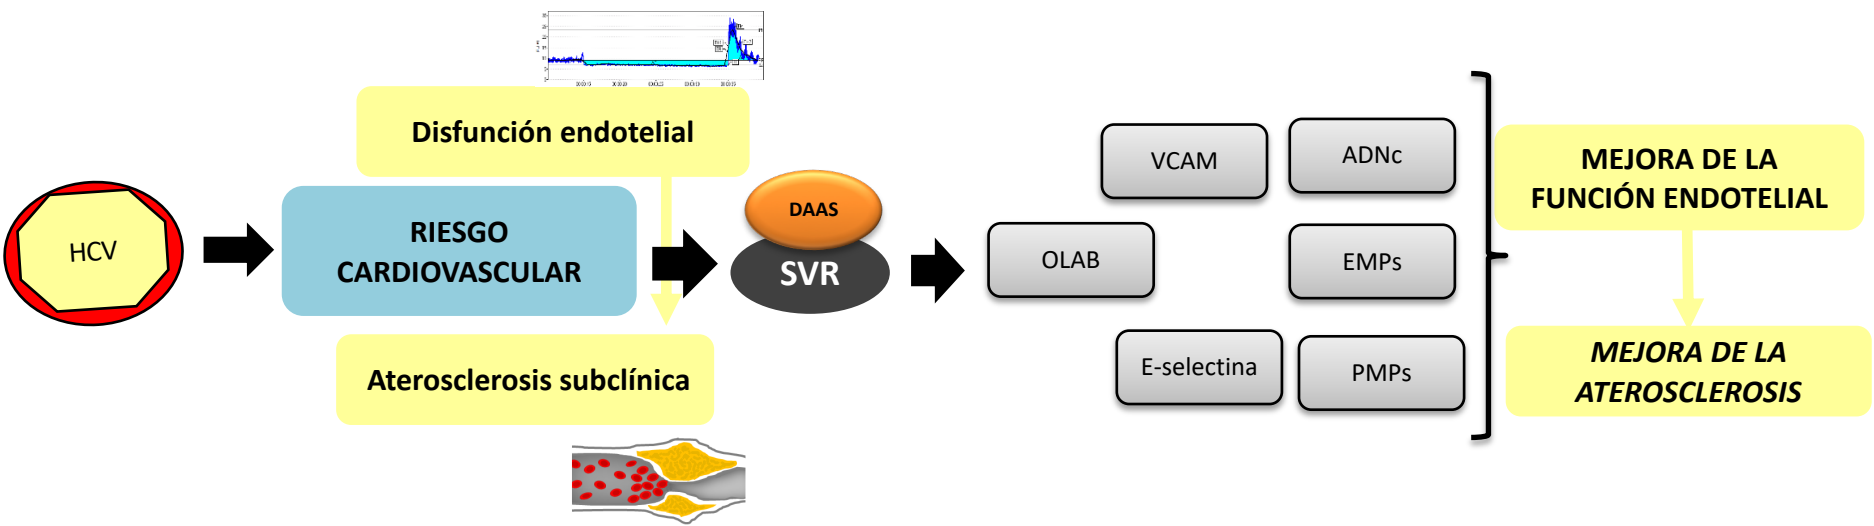 Disfunción endotelial
HCV
RIESGO
CARDIOVASCULAR
Aterosclerosis subclínica
DAAS
SVR
VCAM
ADNc
OLAB
EMPs
E-selectina
PMPs
MEJORA DE LA
FUNCIÓN ENDOTELIAL
MEJORA DE LA
ATEROSCLEROSIS